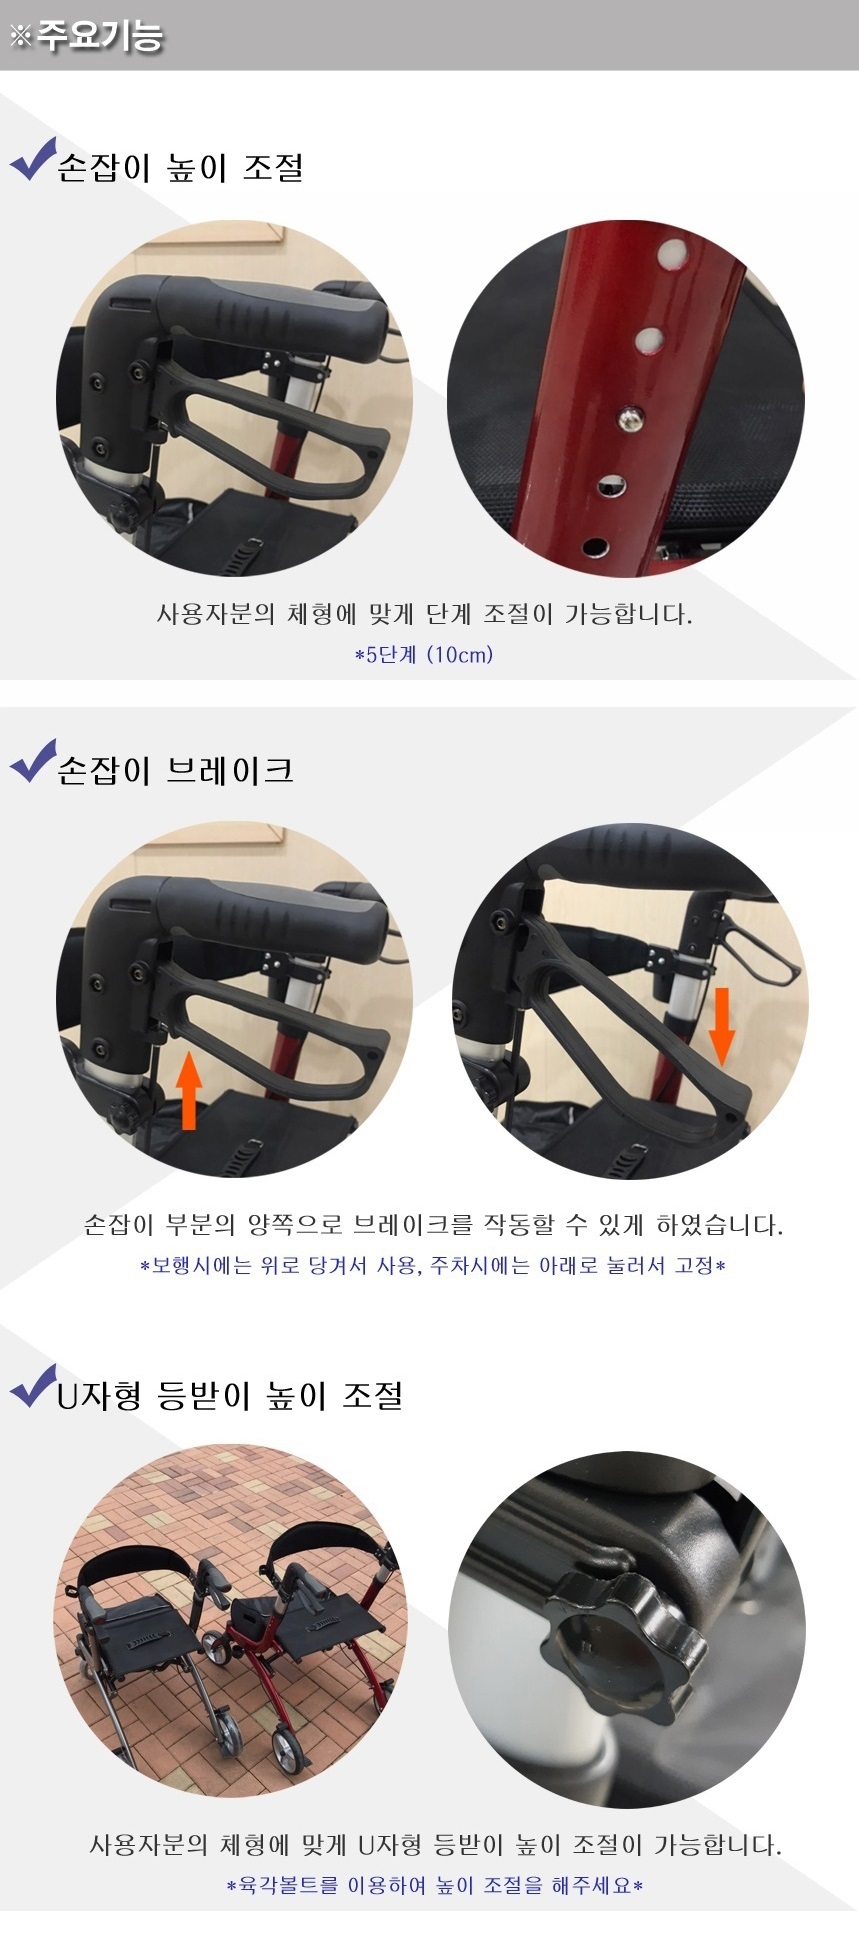 ※주요기능
손잡이 높이 조절
사용자분의 체형에 맞게 단계 조절이 가능합니다.
*5단계 (10cm)
손잡이 브레이크
손잡이 부분의 양쪽으로 브레이크를 작동할 수 있게 하였습니다.
*보행시에는 위로 당겨서 사용, 주차시에는 아래로 눌러서 고정*
U자형 등받이 높이 조절
사용자분의 체형에 맞게 U자형 등받이 높이 조절이 가능합니다.
*육각볼트를 이용하여 높이 조절을 해주세요*